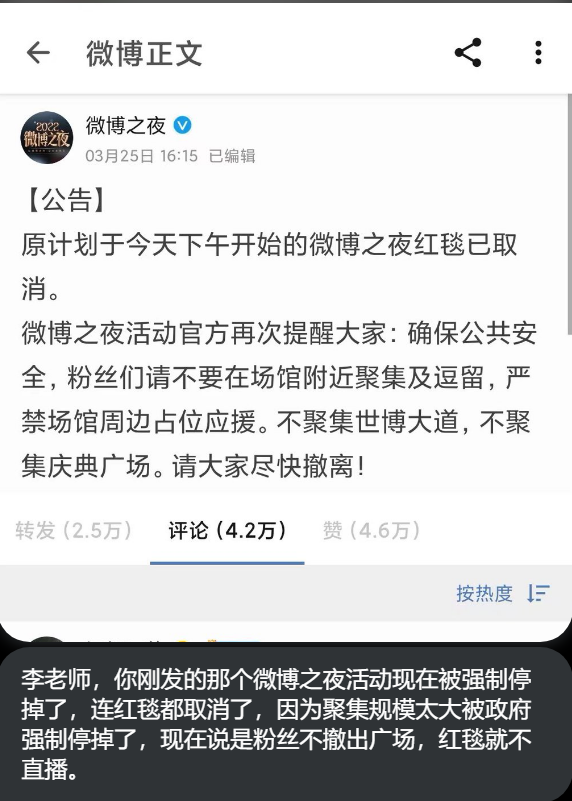 微博正文
2022
微博之夜
微博之夜
03月25日 16:15 已编辑
【公告】
原计划于今天下午开始的微博之夜红毯已取
消。
微博之夜活动官方再次提醒大家：确保公共安
全，粉丝们请不要在场馆附近聚集及逗留，严
禁场馆周边占位应援。不聚集世博大道，不聚
集庆典广场。请大家尽快撤离！
转发（2.5万） 评论（4.2万） 赞（4.6万）
按热度
李老师，你刚发的那个微博之夜活动现在被强制停
掉了，连红毯都取消了，因为聚集规模太大被政府
强制停掉了，现在说是粉丝不撤出广场，红毯就不
直播。